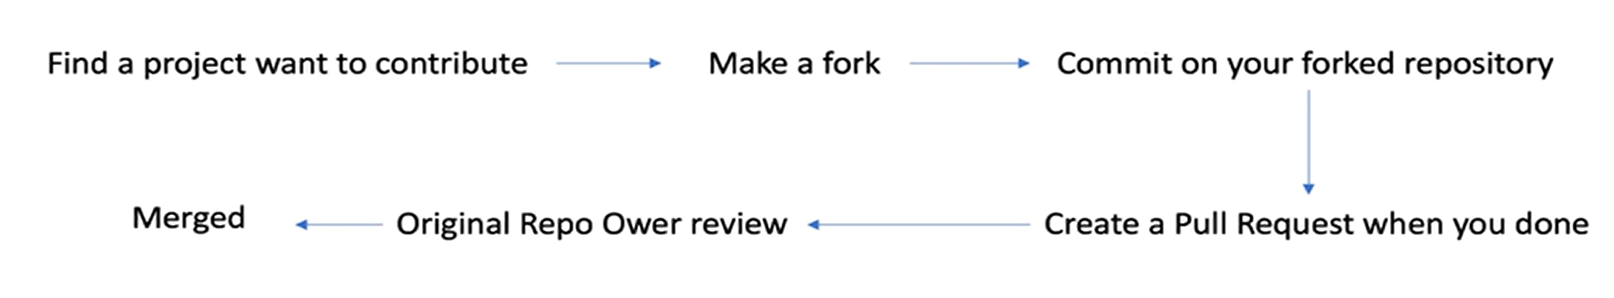 Find a project want to contribute
Make a fork
Commit on your forked repository
Create a Pull Request when you done
Original Repo Ower review
Merged